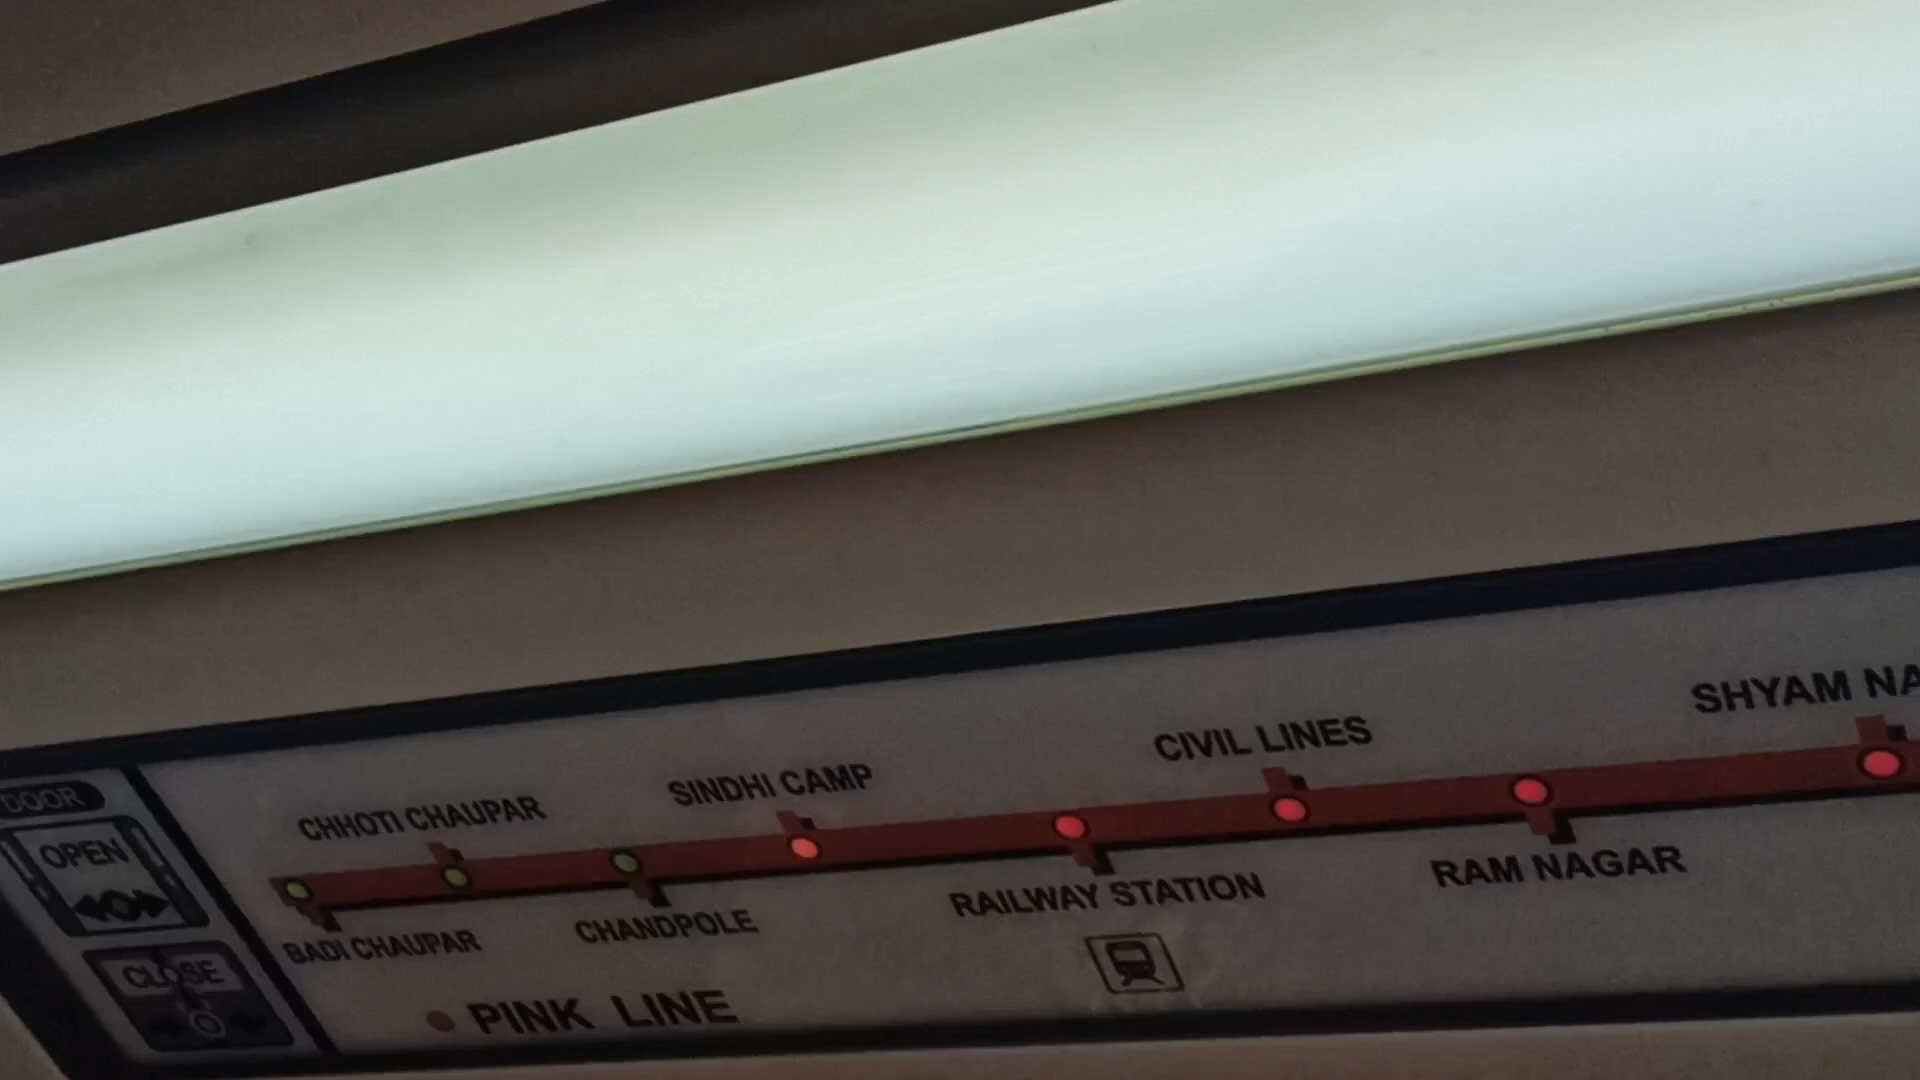 DOOR
OPEN
CLOSE
CHHOTI CHAUPAR
SINDHI CAMP
CIVIL LINES
SHYAM NA
BADI CHAUPAR
CHANDPOLE
RAILWAY STATION
RAM NAGAR
PINK LINE